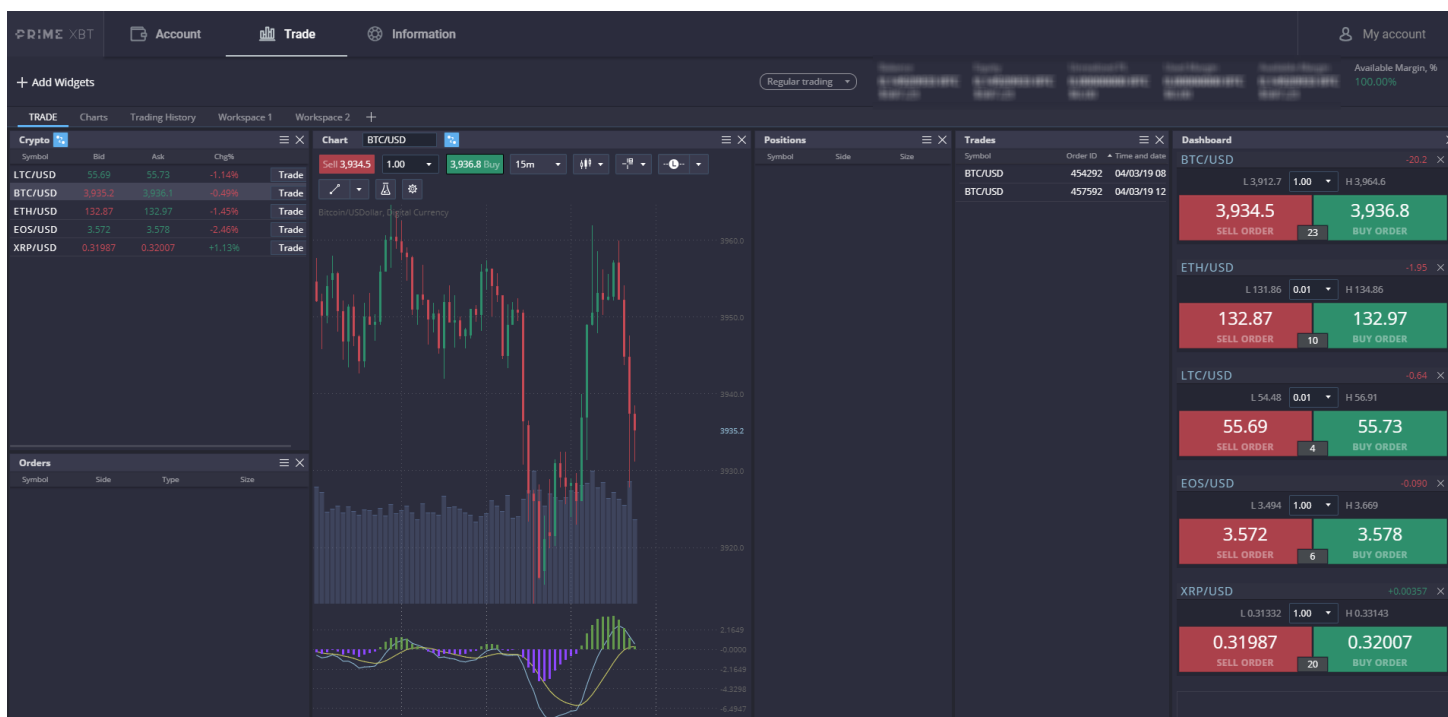 PRIME XBT Account Trade Information My account
+ Add Widgets Regular trading Available Margin, %
100.00%
TRADE Charts Trading History Workspace 1 Workspace 2 +
Crypto
Symbol Bid Ask Chg%
LTC/USD 55.69 55.73 -1.14% Trade
BTC/USD 3,935.2 3,936.1 -0.49% Trade
ETH/USD 132.87 132.97 -1.45% Trade
EOS/USD 3.572 3.578 -2.46% Trade
XRP/USD 0.31987 0.32007 +1.13% Trade
Orders
Symbol Side Type Size
Chart BTC/USD
Sell 3,934.5 1.00 3,936.8 Buy 15m L
Bitcoin/USDollar, Digital Currency
3960.0
3950.0
3940.0
3935.2
3930.0
3920.0
2.1649
-0.0000
-2.1649
-4.3298
-6.4947
Positions
Symbol Side Size
Trades
Symbol Order ID Time and date
BTC/USD 454292 04/03/19 08
BTC/USD 457592 04/03/19 12
Dashboard
BTC/USD -20.2
L 3,912.7 1.00 H 3,964.6
3,934.5 3,936.8
SELL ORDER 23 BUY ORDER
ETH/USD -1.95
L 131.86 0.01 H 134.86
132.87 132.97
SELL ORDER 10 BUY ORDER
LTC/USD -0.64
L 54.48 0.01 H 56.91
55.69 55.73
SELL ORDER 4 BUY ORDER
EOS/USD -0.090
L 3.494 1.00 H 3.669
3.572 3.578
SELL ORDER 6 BUY ORDER
XRP/USD +0.00357
L 0.31332 1.00 H 0.33143
0.31987 0.32007
SELL ORDER 20 BUY ORDER